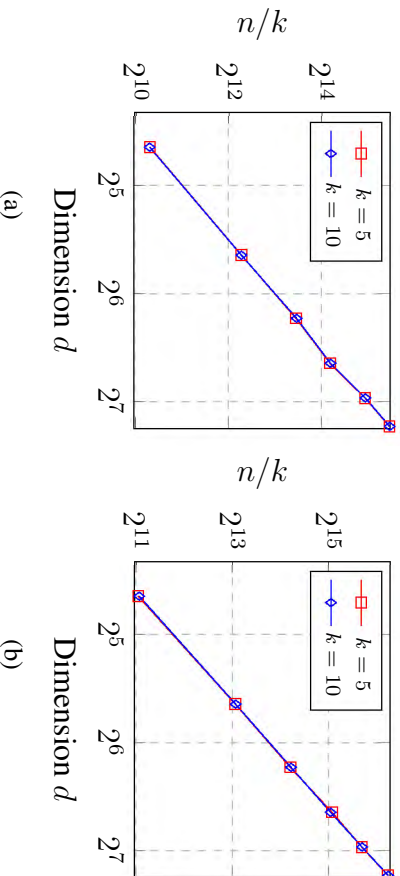 n/k
2^10
2^12
2^14
k = 5
k = 10
2^5
2^6
2^7
Dimension d
(a)
n/k
2^11
2^13
2^15
k = 5
k = 10
2^5
2^6
2^7
Dimension d
(b)